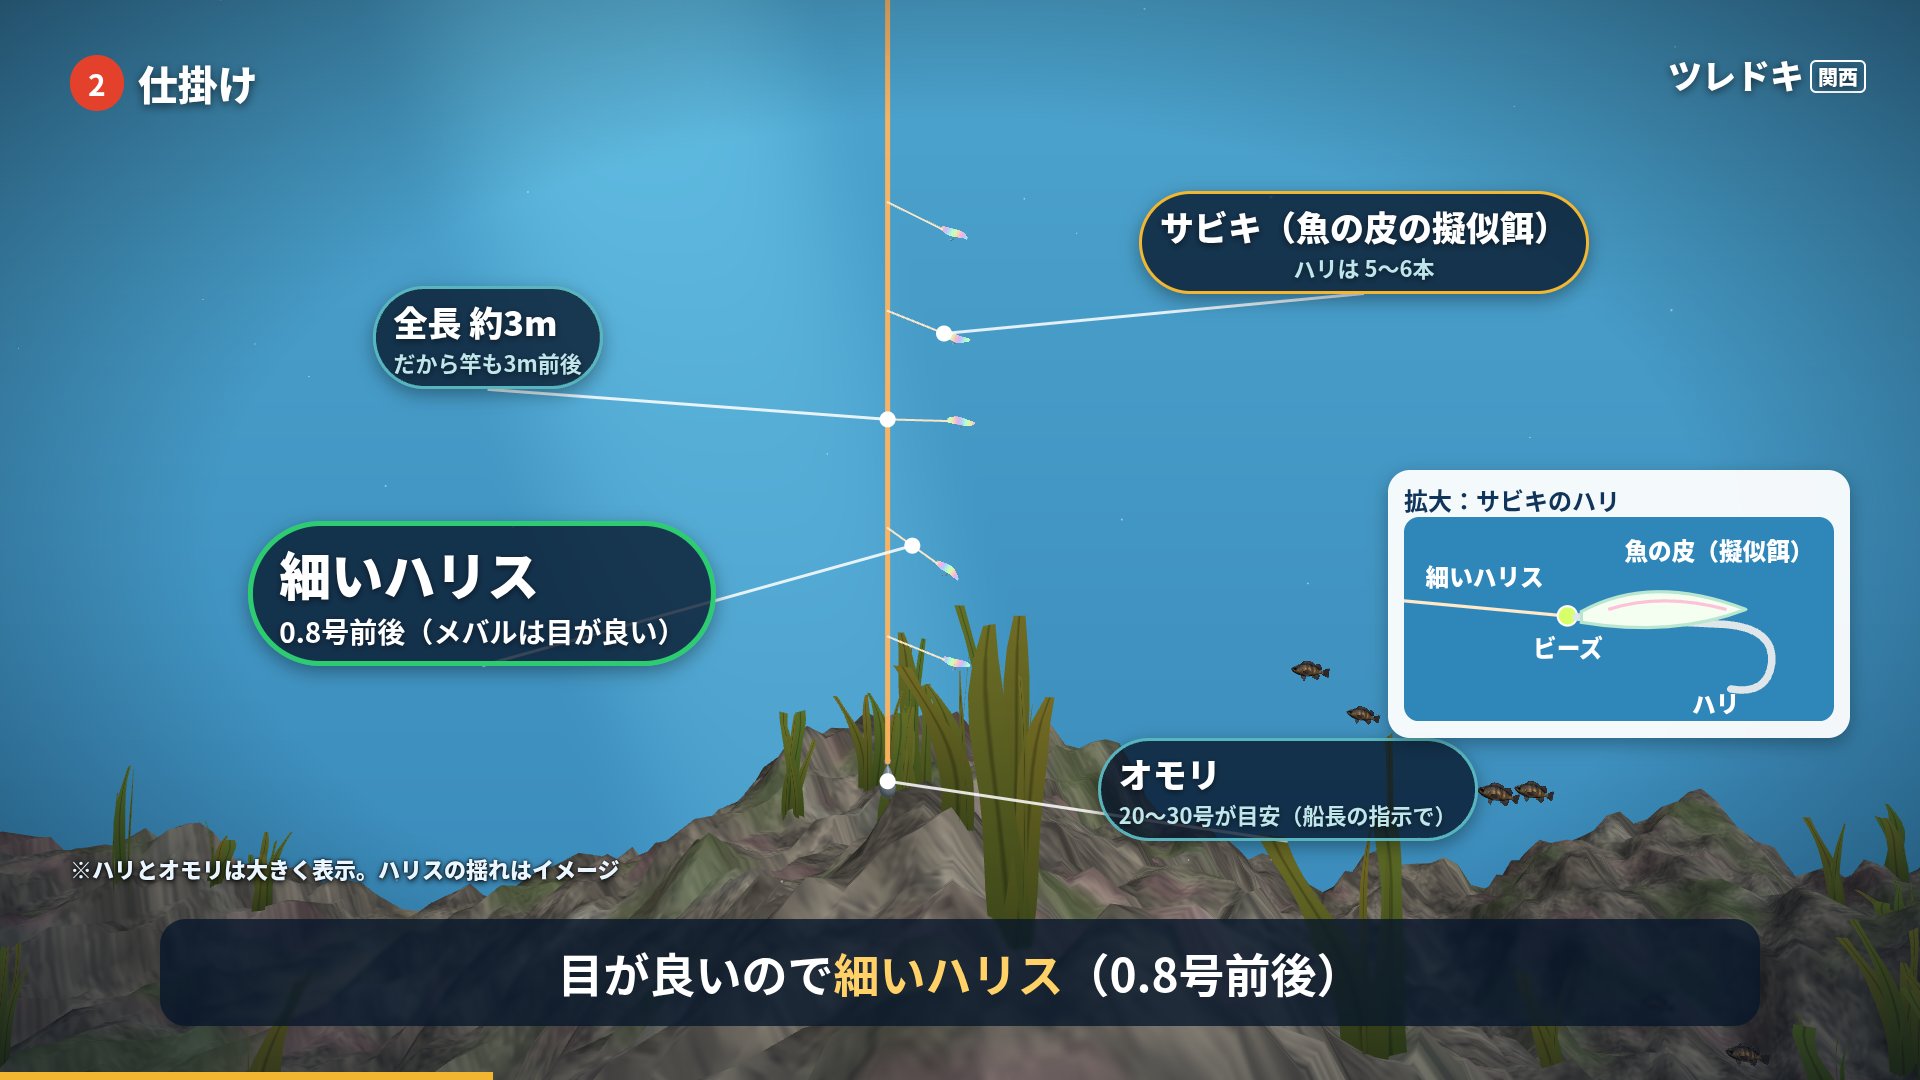 2 仕掛け
ツレドキ 関西
サビキ（魚の皮の擬似餌）
ハリは 5〜6本
全長 約3m
だから竿も3m前後
拡大：サビキのハリ
魚の皮（擬似餌）
細いハリス
ビーズ
ハリ
細いハリス
0.8号前後（メバルは目が良い）
オモリ
20〜30号が目安（船長の指示で）
※ハリとオモリは大きく表示。ハリスの揺れはイメージ
目が良いので細いハリス（0.8号前後）